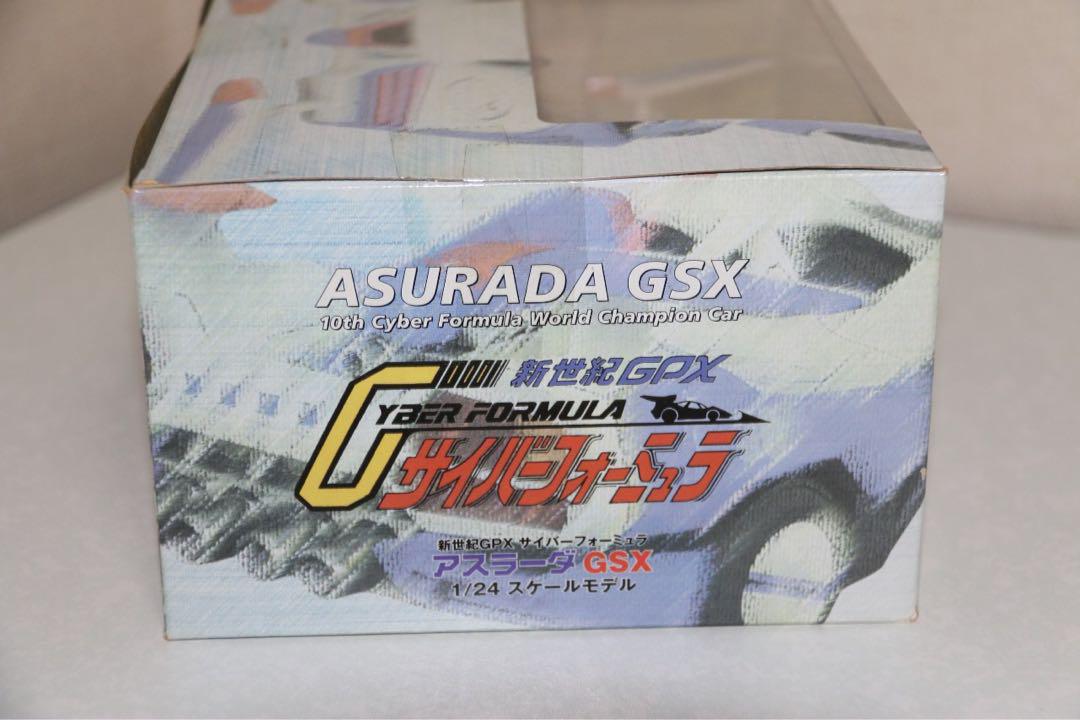 ASURADA GSX
10th Cyber Formula World Champion Car
新世紀GPX
CYBER FORMULA
サイバーフォーミュラ
新世紀GPX サイバーフォーミュラ
アスラーダ GSX
1/24 スケールモデル